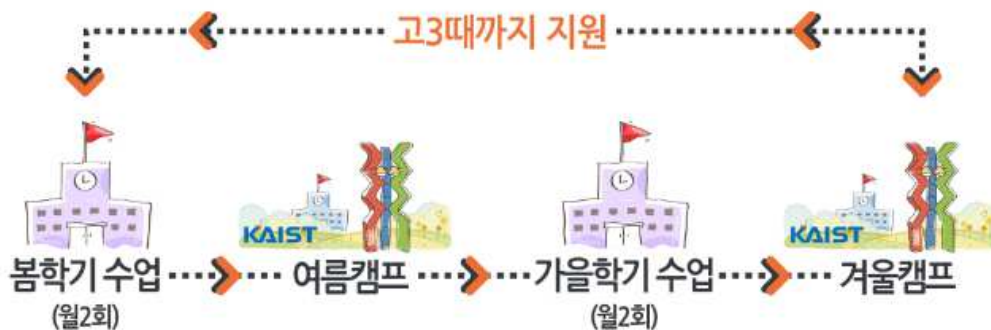 고3때까지 지원
KAIST
KAIST
봄학기 수업
여름캠프
가을학기 수업
겨울캠프
(월2회)
(월2회)